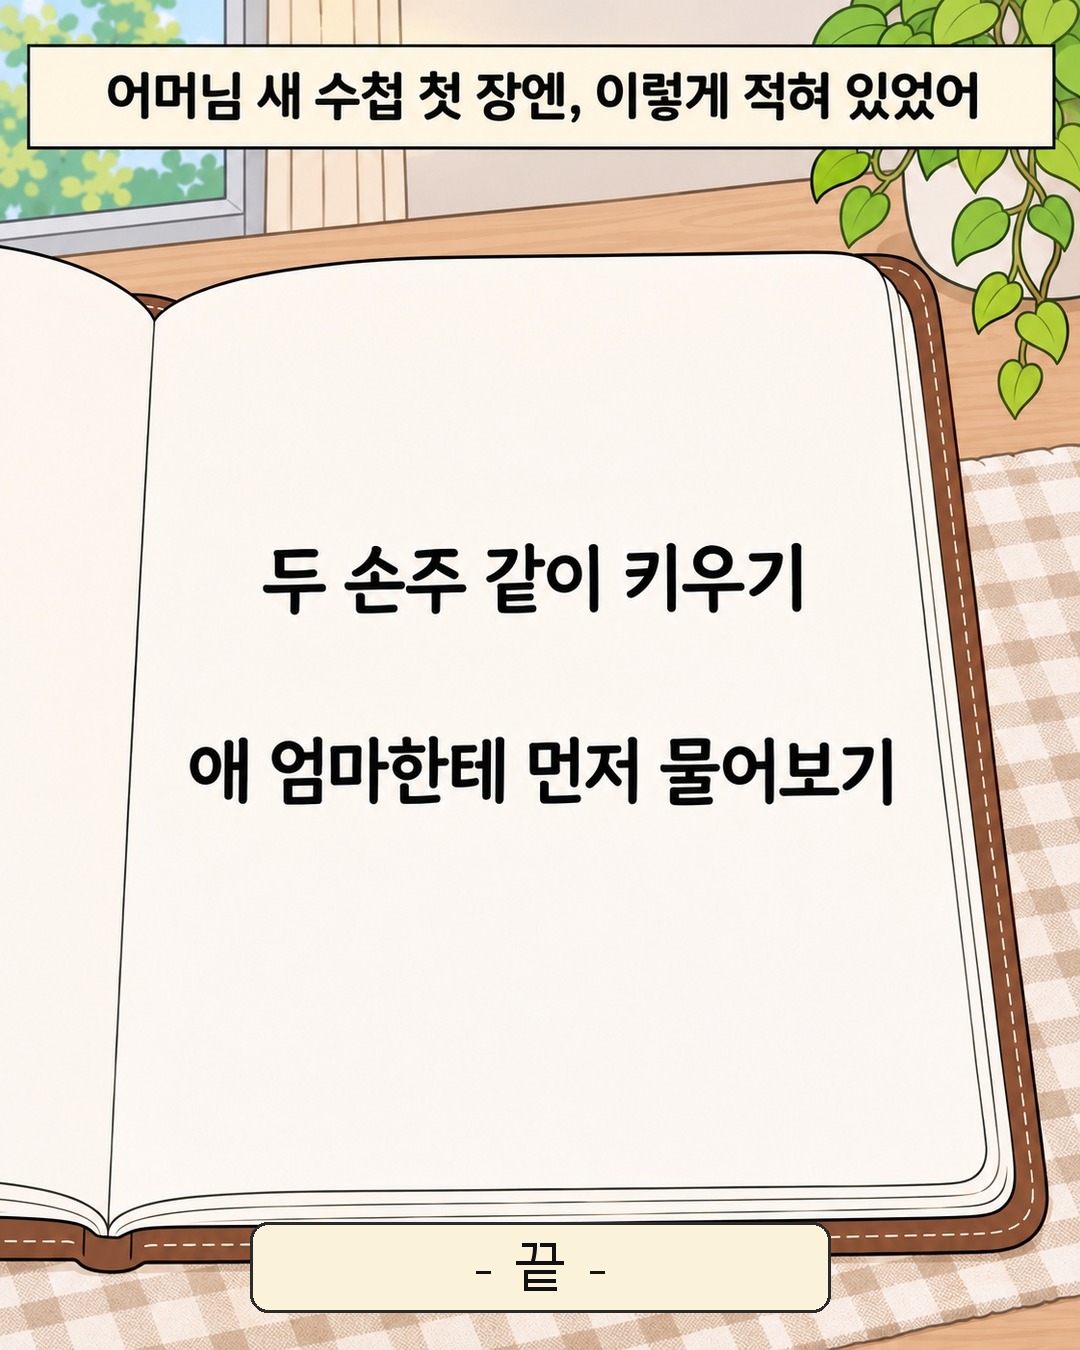 어머님 새 수첩 첫 장엔, 이렇게 적혀 있었어
두 손주 같이 키우기
애 엄마한테 먼저 물어보기
- 끝 -